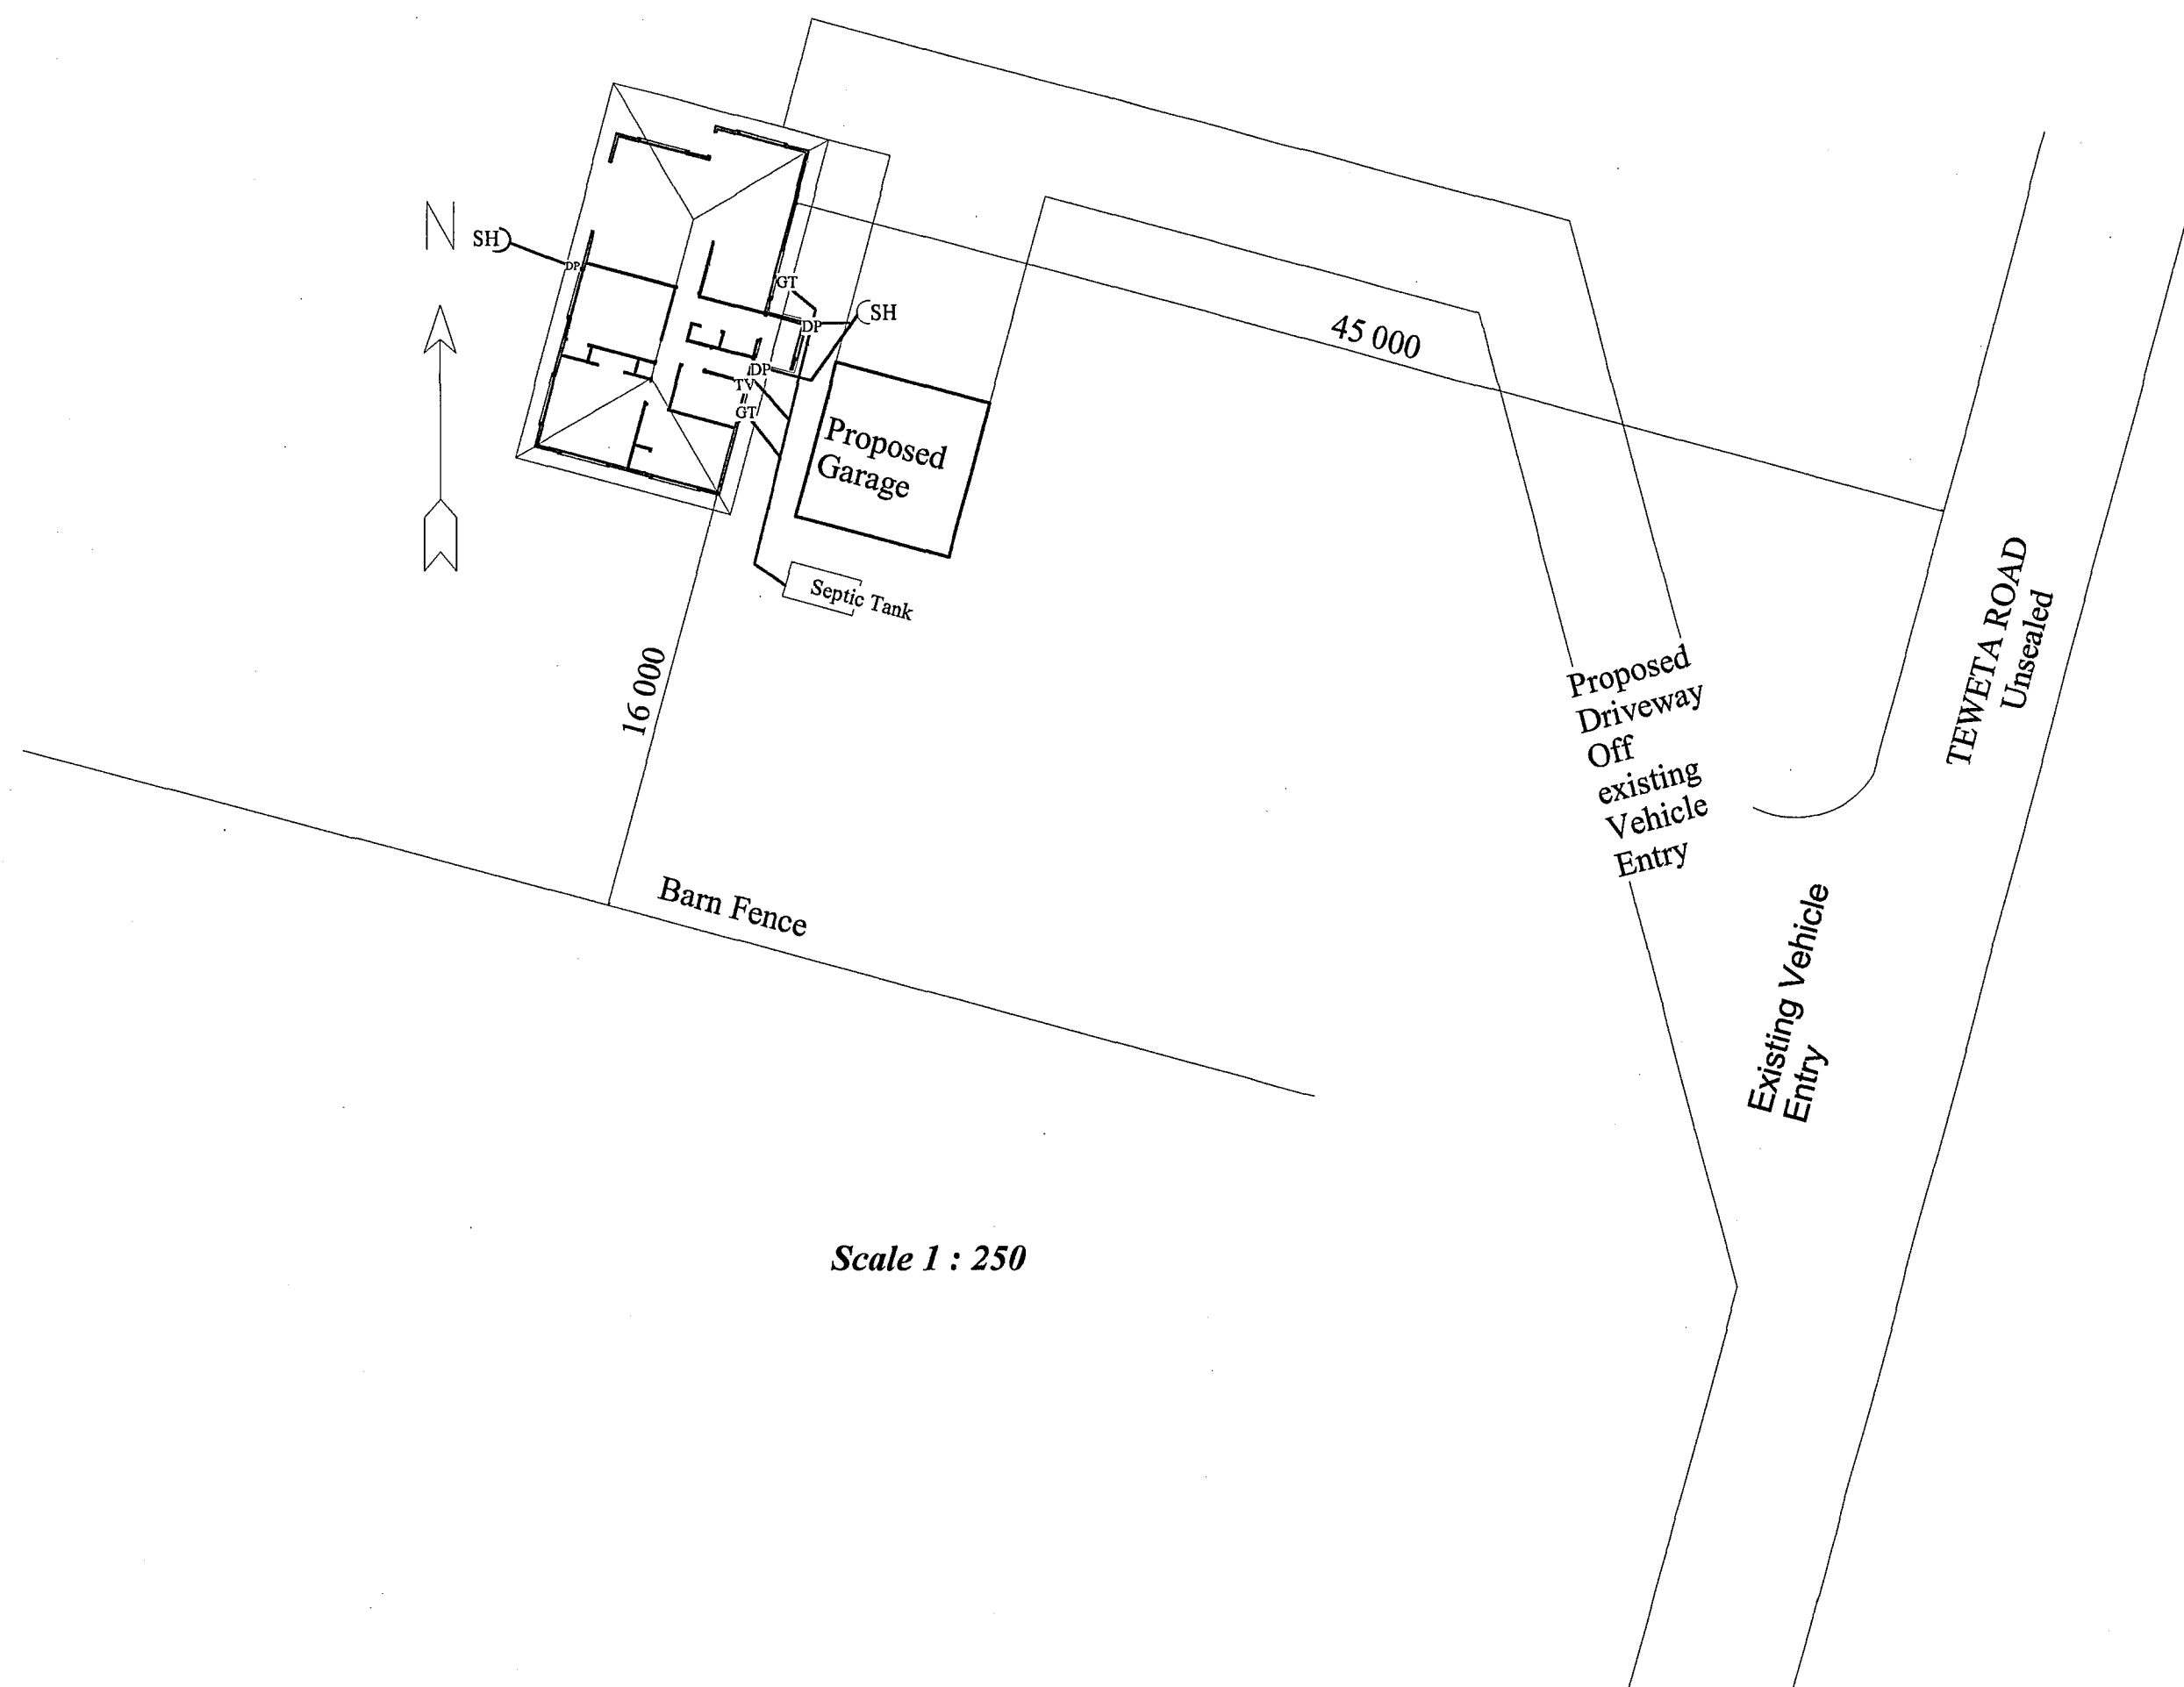 N
SH
DP
GT
SH
DP
DP
TV
GT
45 000
Proposed
Garage
Septic Tank
16 000
TEWETA ROAD
Unsealed
Proposed
Driveway
Off
existing
Vehicle
Entry
Barn Fence
Existing Vehicle
Entry
Scale 1 : 250